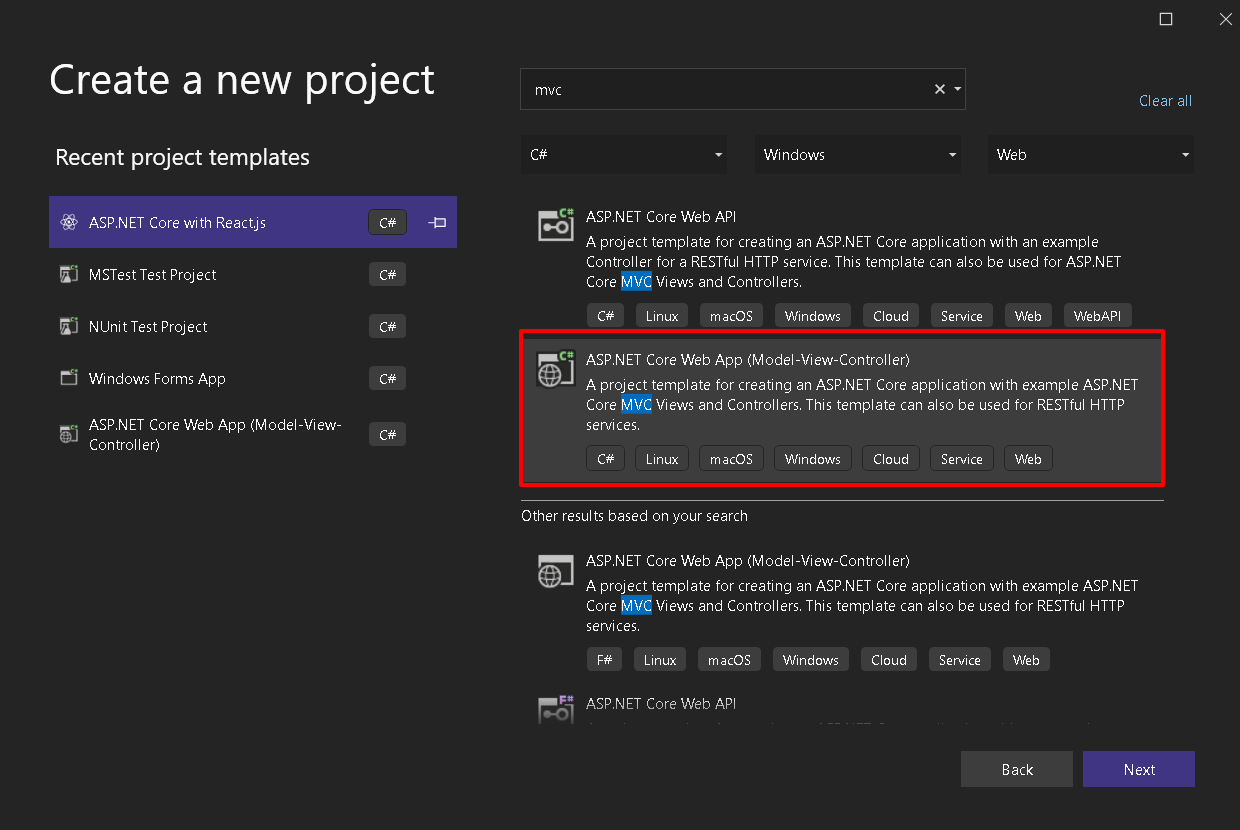 Create a new project
Recent project templates
ASP.NET Core with React.js C#
MSTest Test Project C#
NUnit Test Project C#
Windows Forms App C#
ASP.NET Core Web App (Model-View-
Controller) C#
mvc
Clear all
C# Windows Web
C#
ASP.NET Core Web API
A project template for creating an ASP.NET Core application with an example
Controller for a RESTful HTTP service. This template can also be used for ASP.NET
Core MVC Views and Controllers.
C# Linux macOS Windows Cloud Service Web WebAPI
C#
ASP.NET Core Web App (Model-View-Controller)
A project template for creating an ASP.NET Core application with example ASP.NET
Core MVC Views and Controllers. This template can also be used for RESTful HTTP
services.
C# Linux macOS Windows Cloud Service Web
Other results based on your search
ASP.NET Core Web App (Model-View-Controller)
A project template for creating an ASP.NET Core application with example ASP.NET
Core MVC Views and Controllers. This template can also be used for RESTful HTTP
services.
F# Linux macOS Windows Cloud Service Web
F#
ASP.NET Core Web API
Back Next